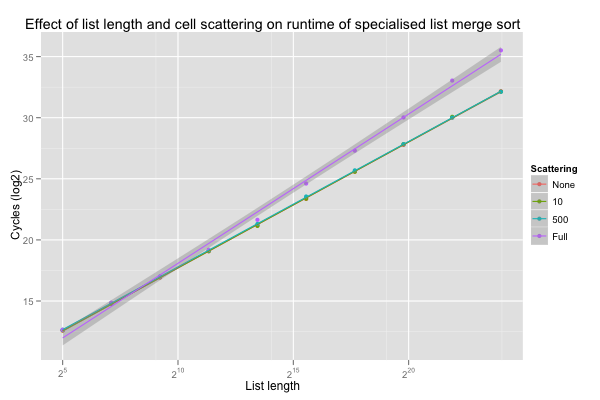 Effect of list length and cell scattering on runtime of specialised list merge sort
Cycles (log2)
35
30
25
20
15
2^5
2^10
2^15
2^20
List length
Scattering
None
10
500
Full